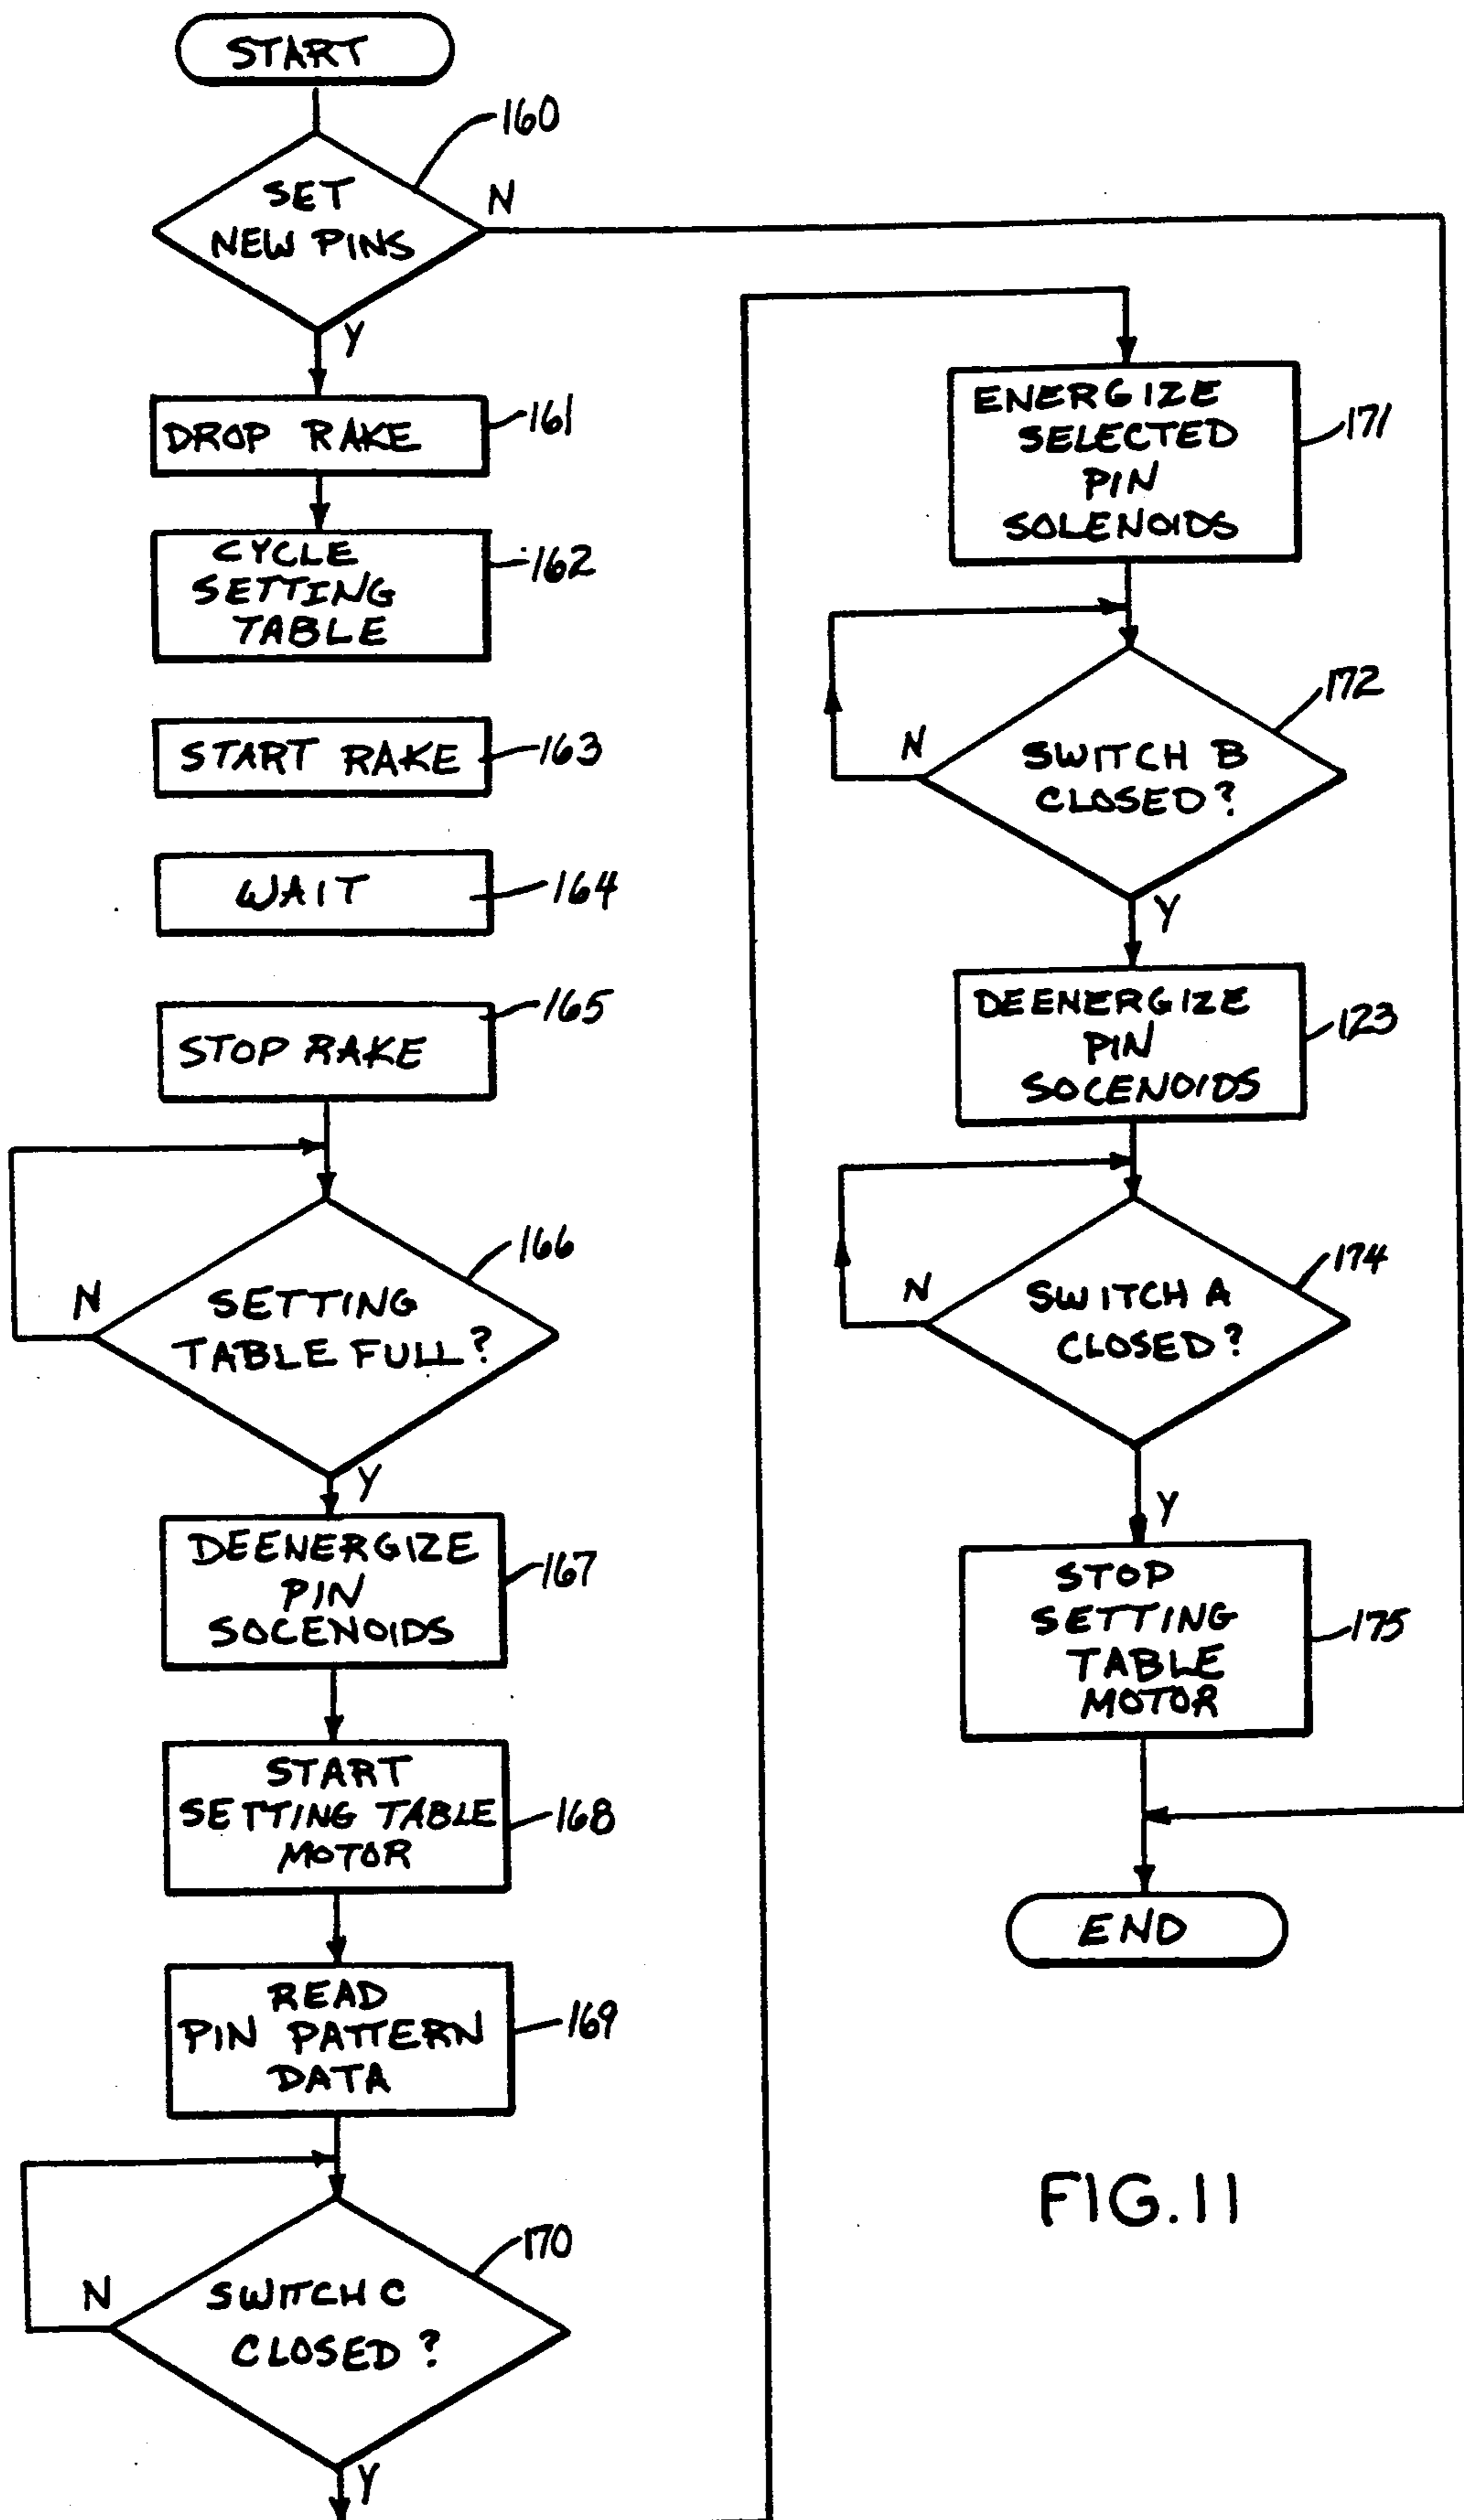 START
160
SET
NEW PINS
N
Y
DROP RAKE
161
CYCLE
SETTING
TABLE
162
START RAKE
163
WAIT
164
STOP RAKE
165
166
SETTING
TABLE FULL?
N
Y
DEENERGIZE
PIN
SOCENOIDS
167
START
SETTING TABLE
MOTOR
168
READ
PIN PATTERN
DATA
169
170
SWITCH C
CLOSED?
N
Y
ENERGIZE
SELECTED
PIN
SOLENOIDS
171
172
SWITCH B
CLOSED?
N
Y
DEENERGIZE
PIN
SOCENOIDS
123
174
SWITCH A
CLOSED?
N
Y
STOP
SETTING
TABLE
MOTOR
175
END
FIG. 11